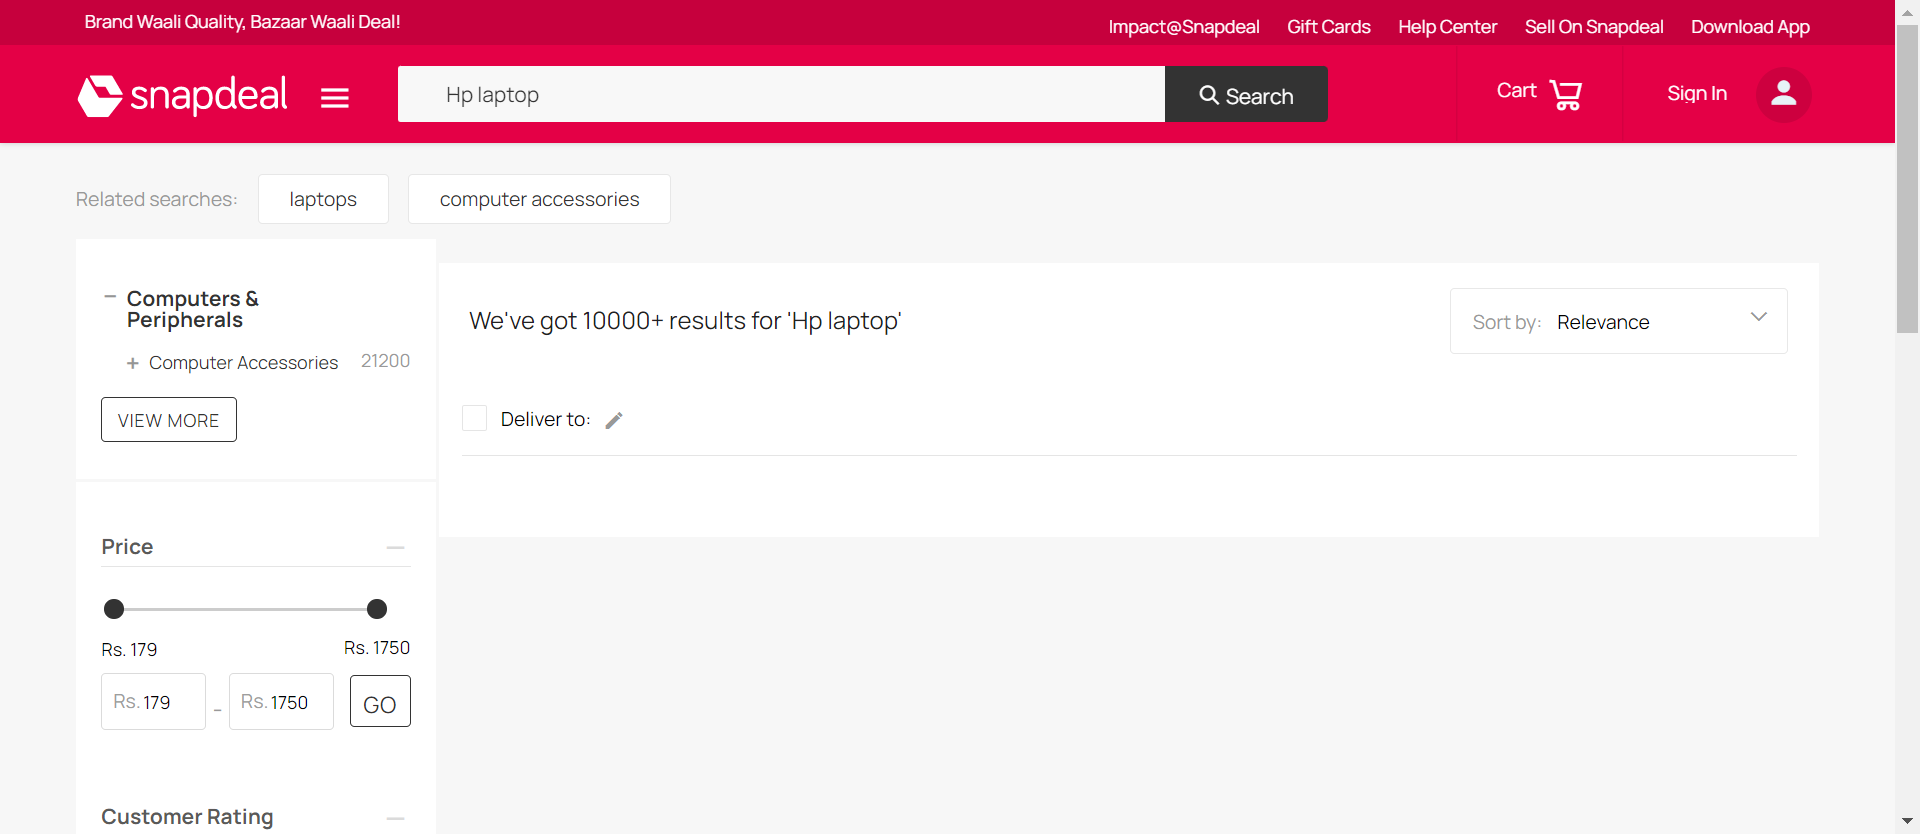 Brand Waali Quality, Bazaar Waali Deal!
Impact@Snapdeal Gift Cards Help Center Sell On Snapdeal Download App
snapdeal
Hp laptop
Search
Cart
Sign In
Related searches:
laptops
computer accessories
Computers &
Peripherals
Computer Accessories 21200
VIEW MORE
We've got 10000+ results for 'Hp laptop'
Sort by: Relevance
Deliver to:
Price
Rs. 179
Rs. 1750
Rs. 179 - Rs. 1750
GO
Customer Rating